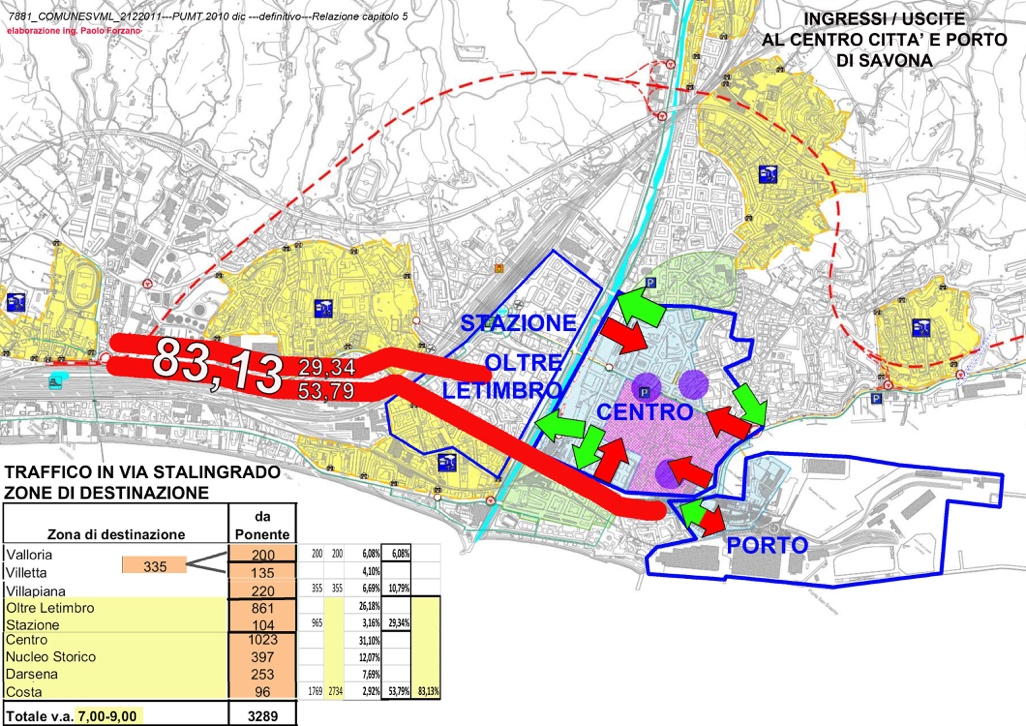 7881_COMUNESVML_2122011---PUMT 2010 dic ---definitivo---Relazione capitolo 5
elaborazione ing. Paolo Forzano
INGRESSI / USCITE
AL CENTRO CITTA’ E PORTO
DI SAVONA
STAZIONE
83,13
29,34
53,79
OLTRE
LETIMBRO
CENTRO
P
P
P
PORTO
TRAFFICO IN VIA STALINGRADO
ZONE DI DESTINAZIONE
Zona di destinazione da Ponente
Valloria 200 200 200 6,08% 6,08%
335
Villetta 135 4,10%
Villapiana 220 355 355 6,69% 10,79%
Oltre Letimbro 861 26,18%
Stazione 104 965 3,16% 29,34%
Centro 1023 31,10%
Nucleo Storico 397 12,07%
Darsena 253 7,69%
Costa 96 1769 2734 2,92% 53,79% 83,13%
Totale v.a. 7,00-9,00 3289